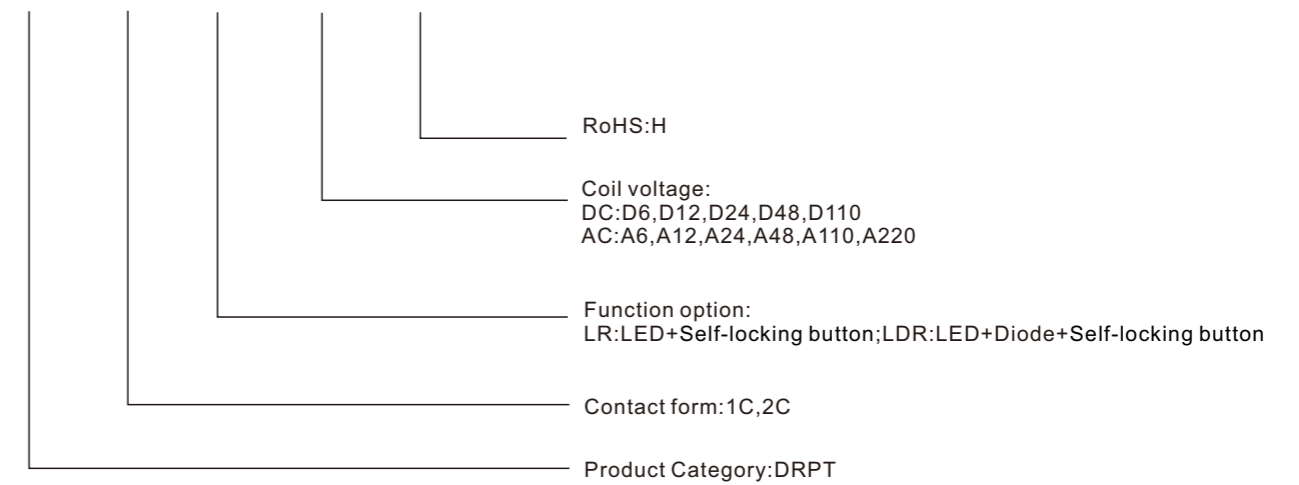 RoHS:H
Coil voltage:
DC:D6,D12,D24,D48,D110
AC:A6,A12,A24,A48,A110,A220
Function option:
LR:LED+Self-locking button;LDR:LED+Diode+Self-locking button
Contact form:1C,2C
Product Category:DRPT